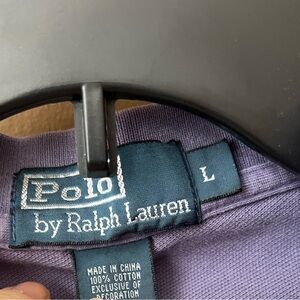 Polo
by Ralph Lauren
L
MADE IN CHINA
100% COTTON
EXCLUSIVE OF
DECORATION